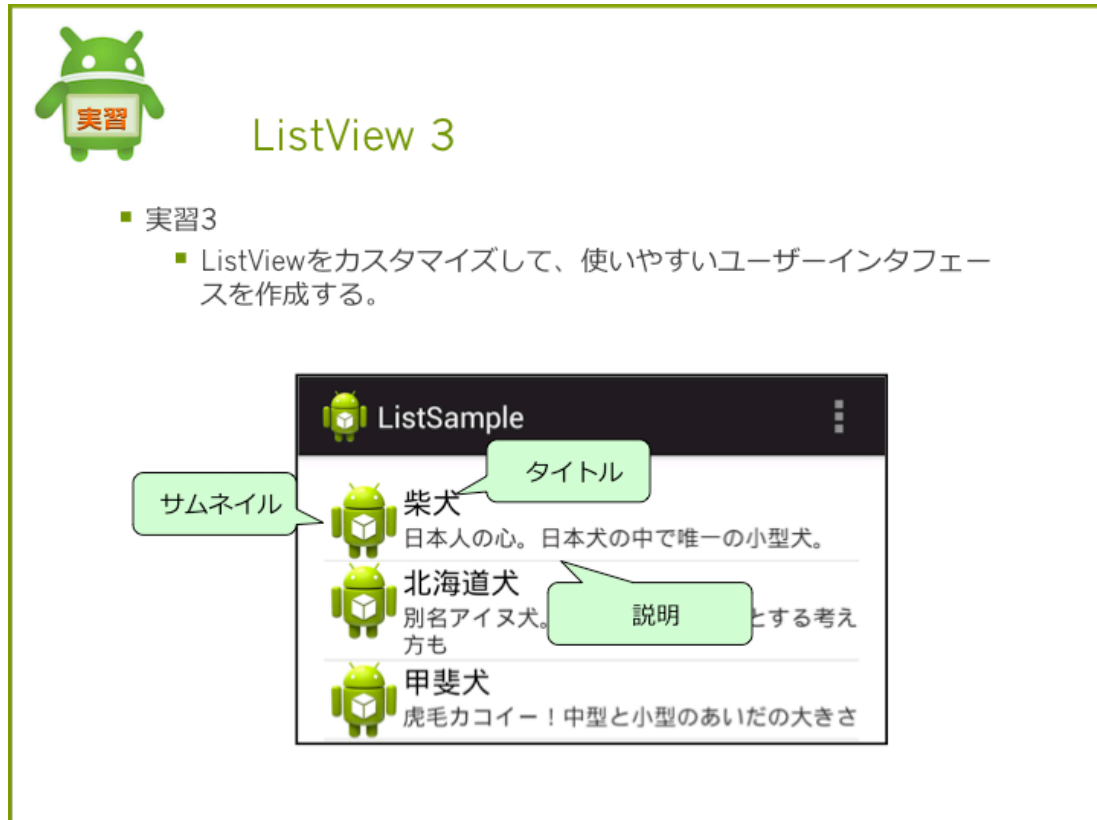 実習
ListView 3
実習3
ListViewをカスタマイズして、使いやすいユーザーインタフェー
スを作成する。
ListSample
タイトル
サムネイル
柴犬
日本人の心。日本犬の中で唯一の小型犬。
北海道犬
別名アイヌ犬。
説明
とする考え
方も
甲斐犬
虎毛カコイー！中型と小型のあいだの大きさ